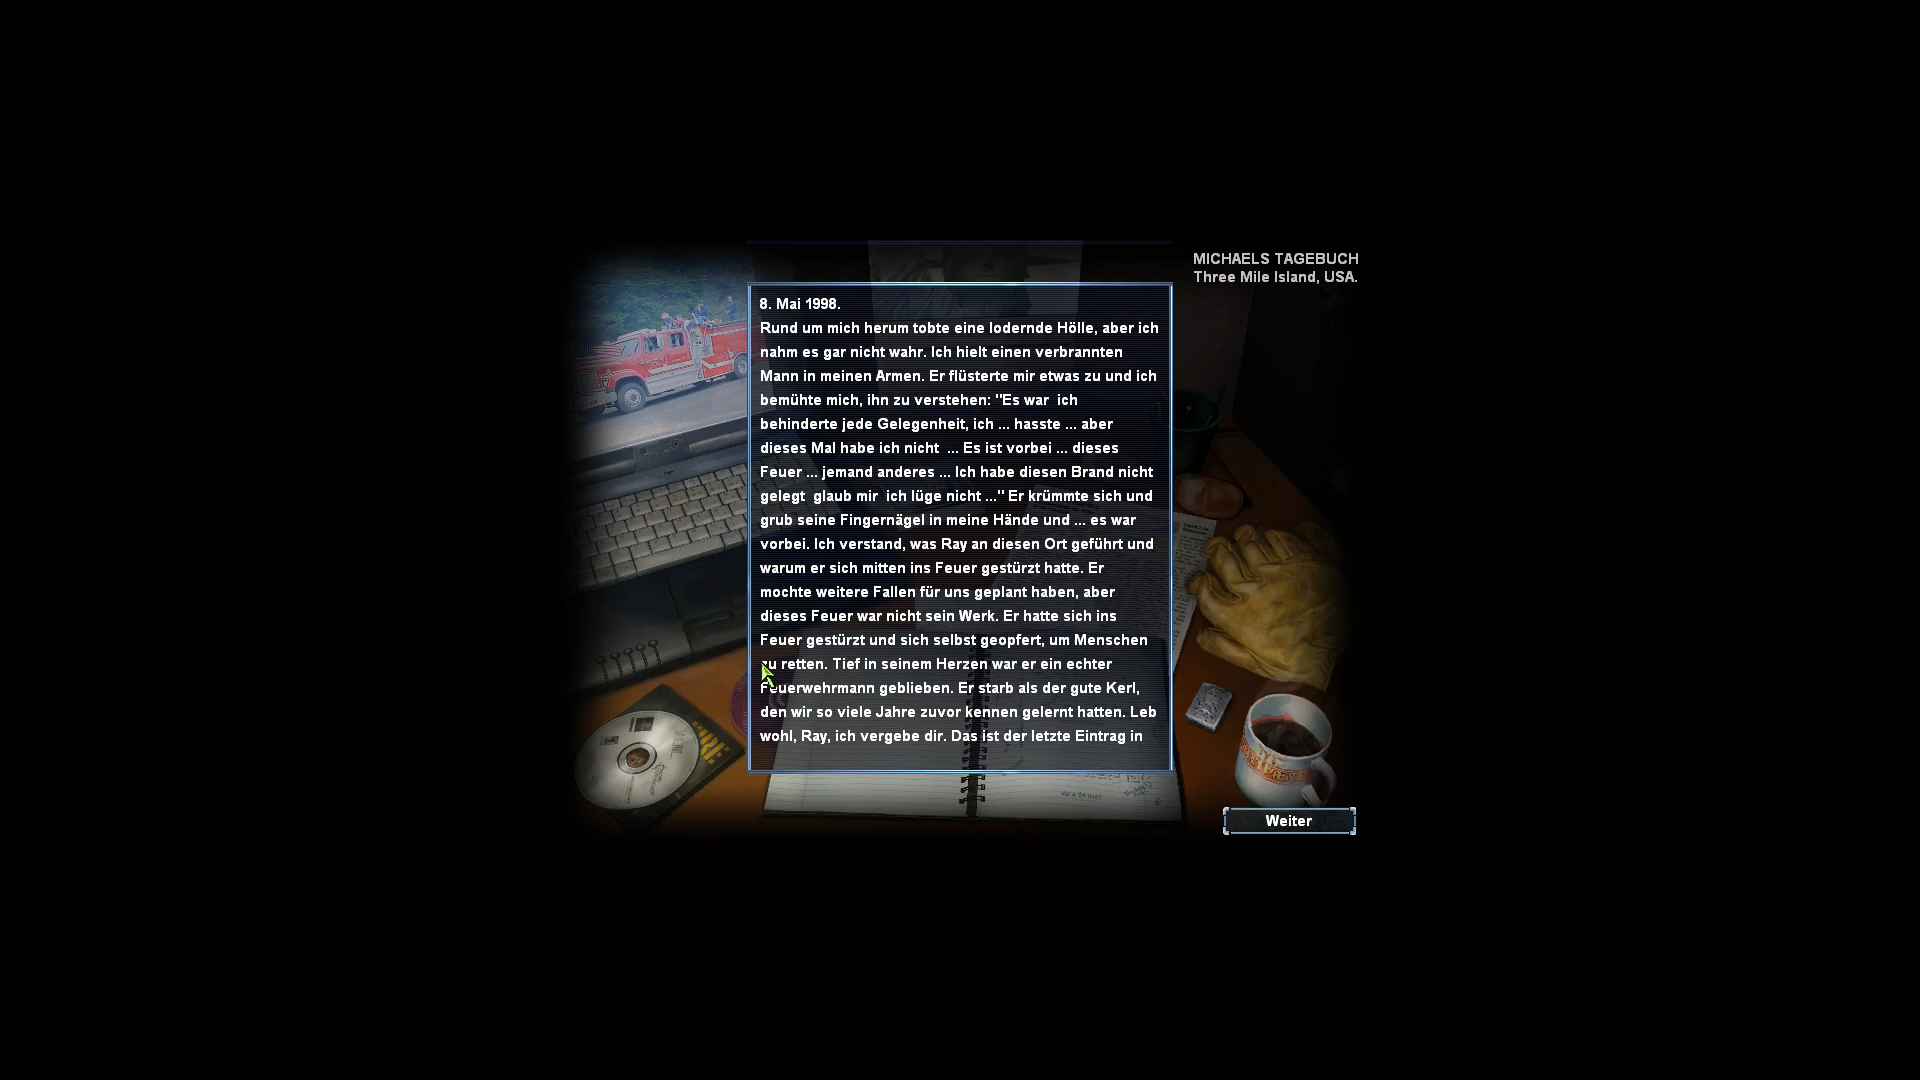 MICHAELS TAGEBUCH
Three Mile Island, USA.
8. Mai 1998.
Rund um mich herum tobte eine lodernde Hölle, aber ich
nahm es gar nicht wahr. Ich hielt einen verbrannten
Mann in meinen Armen. Er flüsterte mir etwas zu und ich
bemühte mich, ihn zu verstehen: "Es war  ich
behinderte jede Gelegenheit, ich ... hasste ... aber
dieses Mal habe ich nicht  ... Es ist vorbei ... dieses
Feuer ... jemand anderes ... Ich habe diesen Brand nicht
gelegt  glaub mir  ich lüge nicht ..." Er krümmte sich und
grub seine Fingernägel in meine Hände und ... es war
vorbei. Ich verstand, was Ray an diesen Ort geführt und
warum er sich mitten ins Feuer gestürzt hatte. Er
mochte weitere Fallen für uns geplant haben, aber
dieses Feuer war nicht sein Werk. Er hatte sich ins
Feuer gestürzt und sich selbst geopfert, um Menschen
zu retten. Tief in seinem Herzen war er ein echter
Feuerwehrmann geblieben. Er starb als der gute Kerl,
den wir so viele Jahre zuvor kennen gelernt hatten. Leb
wohl, Ray, ich vergebe dir. Das ist der letzte Eintrag in
Weiter